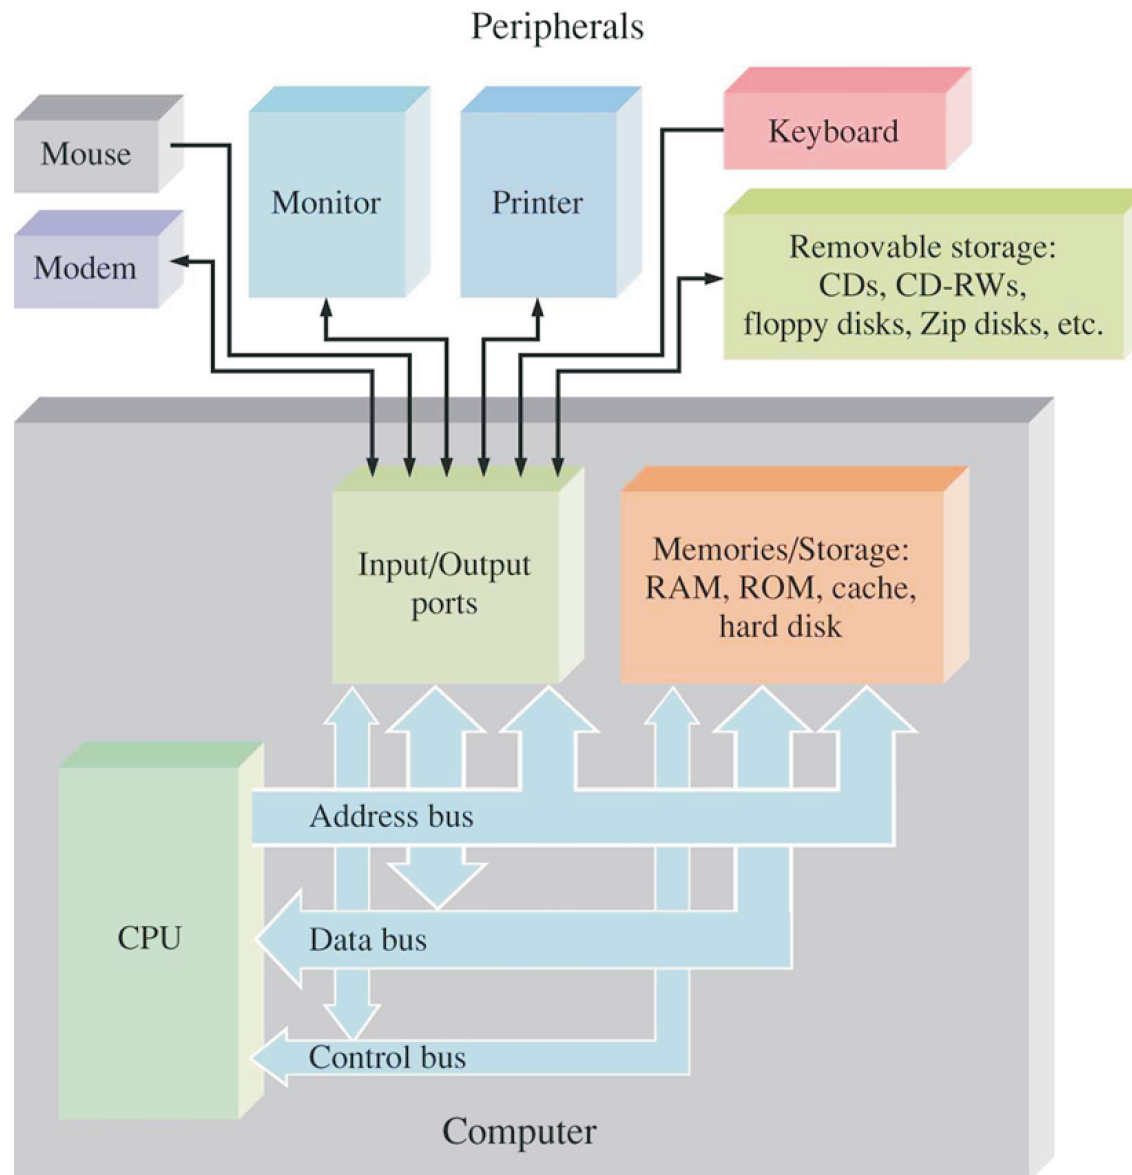 Peripherals
Mouse
Modem
Monitor
Printer
Keyboard
Removable storage:
CDs, CD-RWs,
floppy disks, Zip disks, etc.
Input/Output
ports
Memories/Storage:
RAM, ROM, cache,
hard disk
Address bus
CPU
Data bus
Control bus
Computer